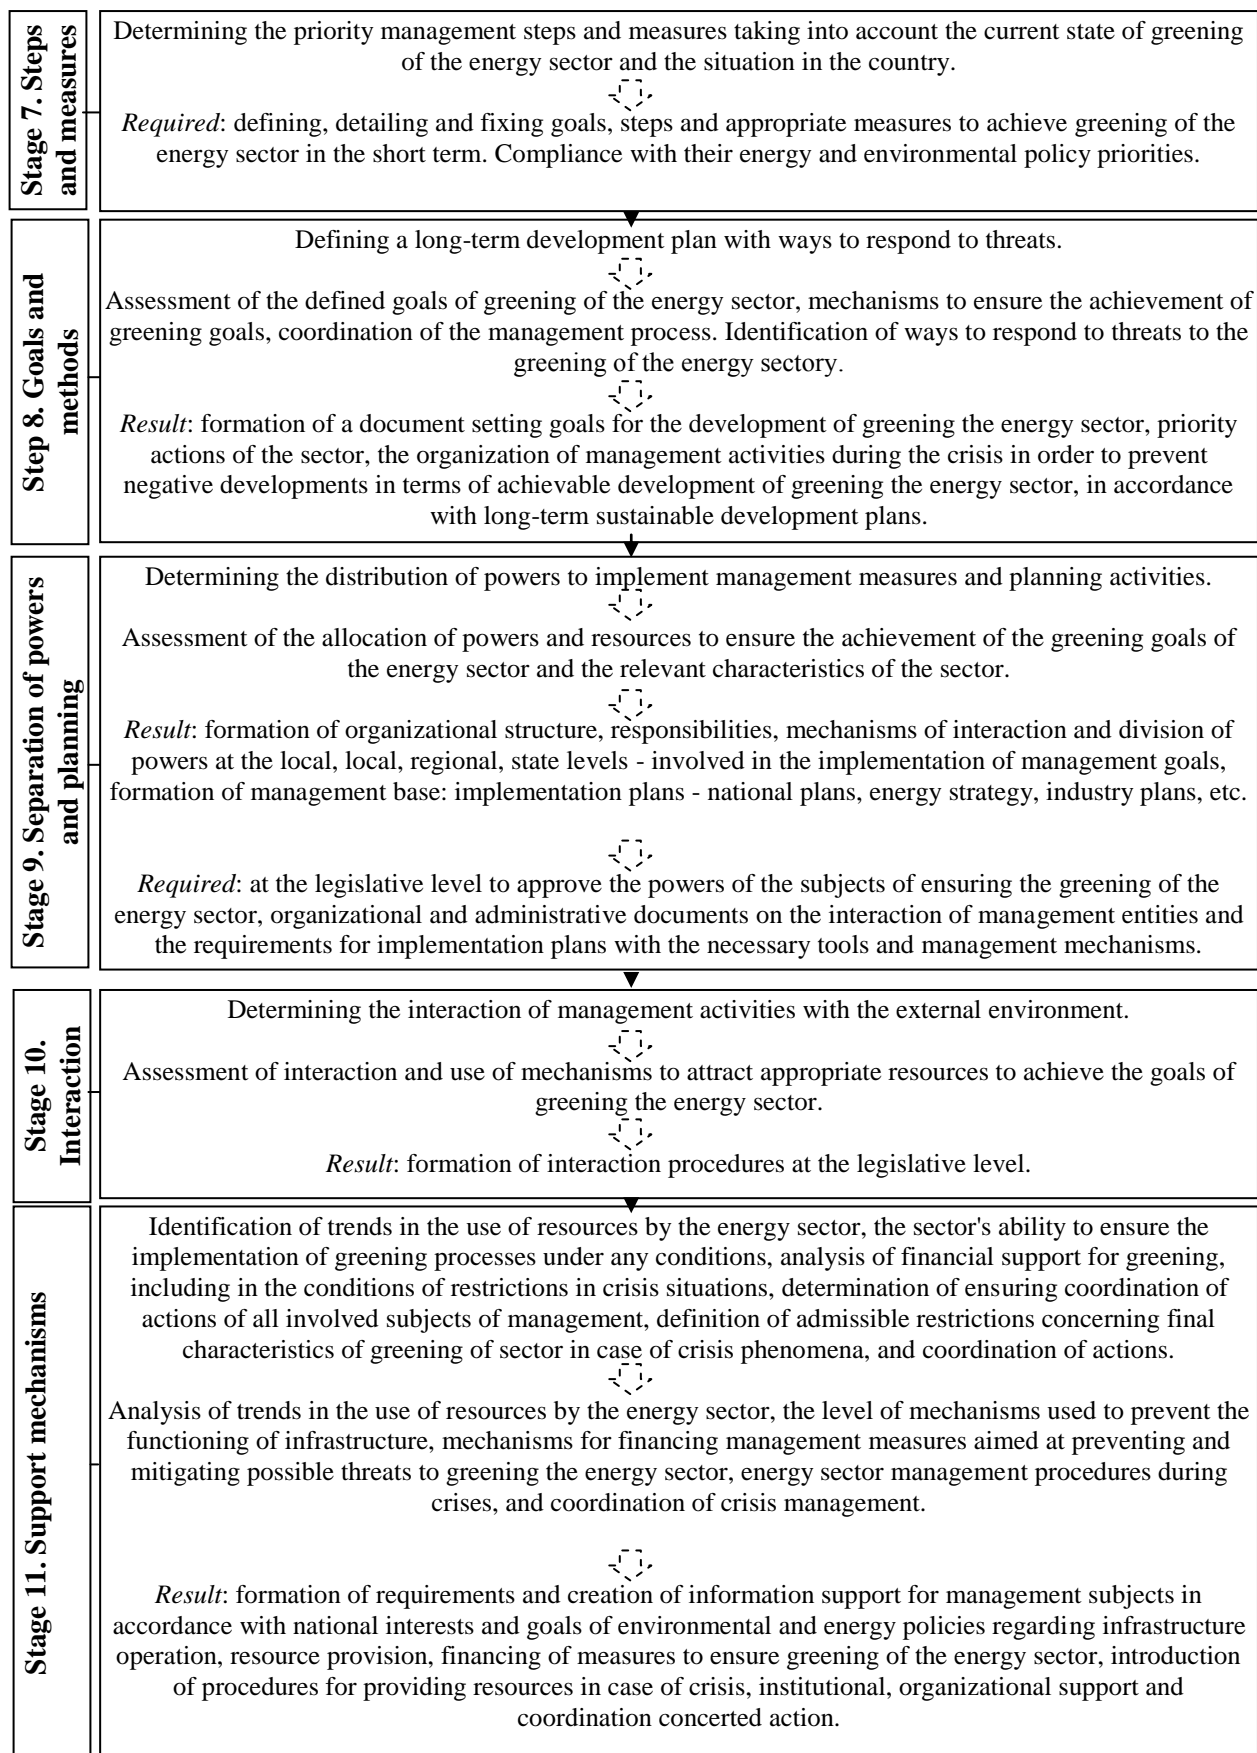 Stage 7. Steps
and measures
Determining the priority management steps and measures taking into account the current state of greening
of the energy sector and the situation in the country.
Required: defining, detailing and fixing goals, steps and appropriate measures to achieve greening of the
energy sector in the short term. Compliance with their energy and environmental policy priorities.
Step 8. Goals and
methods
Defining a long-term development plan with ways to respond to threats.
Assessment of the defined goals of greening of the energy sector, mechanisms to ensure the achievement of
greening goals, coordination of the management process. Identification of ways to respond to threats to the
greening of the energy sectory.
Result: formation of a document setting goals for the development of greening the energy sector, priority
actions of the sector, the organization of management activities during the crisis in order to prevent
negative developments in terms of achievable development of greening the energy sector, in accordance
with long-term sustainable development plans.
Stage 9. Separation of powers
and planning
Determining the distribution of powers to implement management measures and planning activities.
Assessment of the allocation of powers and resources to ensure the achievement of the greening goals of
the energy sector and the relevant characteristics of the sector.
Result: formation of organizational structure, responsibilities, mechanisms of interaction and division of
powers at the local, local, regional, state levels - involved in the implementation of management goals,
formation of management base: implementation plans - national plans, energy strategy, industry plans, etc.
Required: at the legislative level to approve the powers of the subjects of ensuring the greening of the
energy sector, organizational and administrative documents on the interaction of management entities and
the requirements for implementation plans with the necessary tools and management mechanisms.
Stage 10.
Interaction
Determining the interaction of management activities with the external environment.
Assessment of interaction and use of mechanisms to attract appropriate resources to achieve the goals of
greening the energy sector.
Result: formation of interaction procedures at the legislative level.
Stage 11. Support mechanisms
Identification of trends in the use of resources by the energy sector, the sector's ability to ensure the
implementation of greening processes under any conditions, analysis of financial support for greening,
including in the conditions of restrictions in crisis situations, determination of ensuring coordination of
actions of all involved subjects of management, definition of admissible restrictions concerning final
characteristics of greening of sector in case of crisis phenomena, and coordination of actions.
Analysis of trends in the use of resources by the energy sector, the level of mechanisms used to prevent the
functioning of infrastructure, mechanisms for financing management measures aimed at preventing and
mitigating possible threats to greening the energy sector, energy sector management procedures during
crises, and coordination of crisis management.
Result: formation of requirements and creation of information support for management subjects in
accordance with national interests and goals of environmental and energy policies regarding infrastructure
operation, resource provision, financing of measures to ensure greening of the energy sector, introduction
of procedures for providing resources in case of crisis, institutional, organizational support and
coordination concerted action.